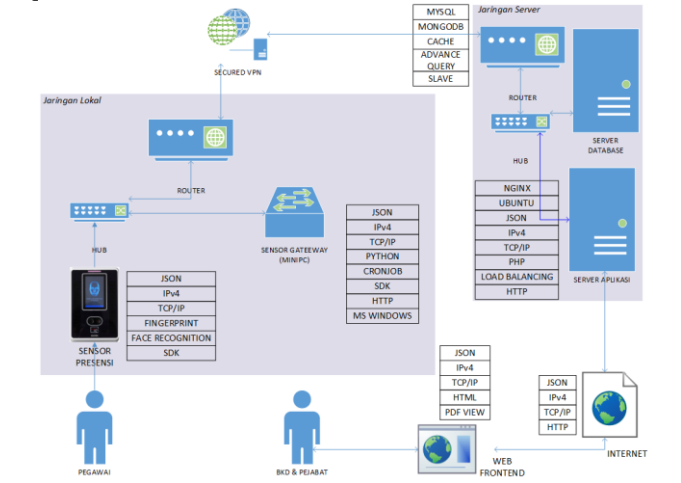 MYSQL
MONGODB
CACHE
ADVANCE
QUERY
SLAVE
Jaringan Server
SECURED VPN
ROUTER
HUB
SERVER
DATABASE
Jaringan Lokal
ROUTER
HUB
SENSOR GATEEWAY
(MINIPC)
JSON
IPv4
TCP/IP
PYTHON
CRONJOB
SDK
HTTP
MS WINDOWS
NGINX
UBUNTU
JSON
IPv4
TCP/IP
PHP
LOAD BALANCING
HTTP
SERVER APLIKASI
JSON
IPv4
TCP/IP
FINGERPRINT
FACE RECOGNITION
SDK
SENSOR
PRESENSI
JSON
IPv4
TCP/IP
HTML
PDF VIEW
JSON
IPv4
TCP/IP
HTTP
INTERNET
WEB
FRONTEND
PEGAWAI
BKD & PEJABAT